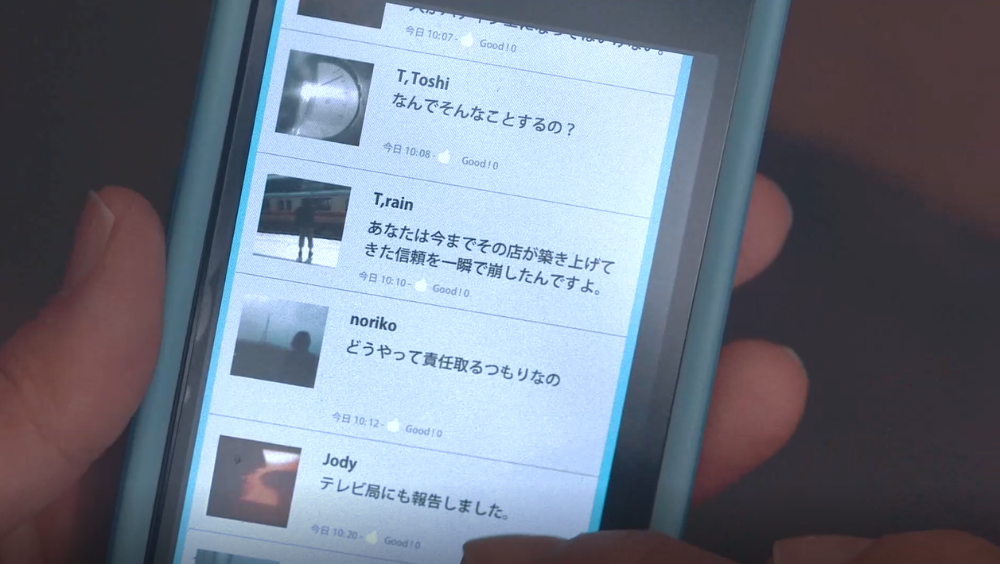 今日 10:07 - Good! 0
T,Toshi
なんでそんなことするの？
今日 10:08 - Good! 0
T,rain
あなたは今までその店が築き上げて
きた信頼を一瞬で崩したんですよ。
今日 10:10 - Good! 0
noriko
どうやって責任取るつもりなの
今日 10:12 - Good! 0
Jody
テレビ局にも報告しました。
今日 10:20 - Good! 0